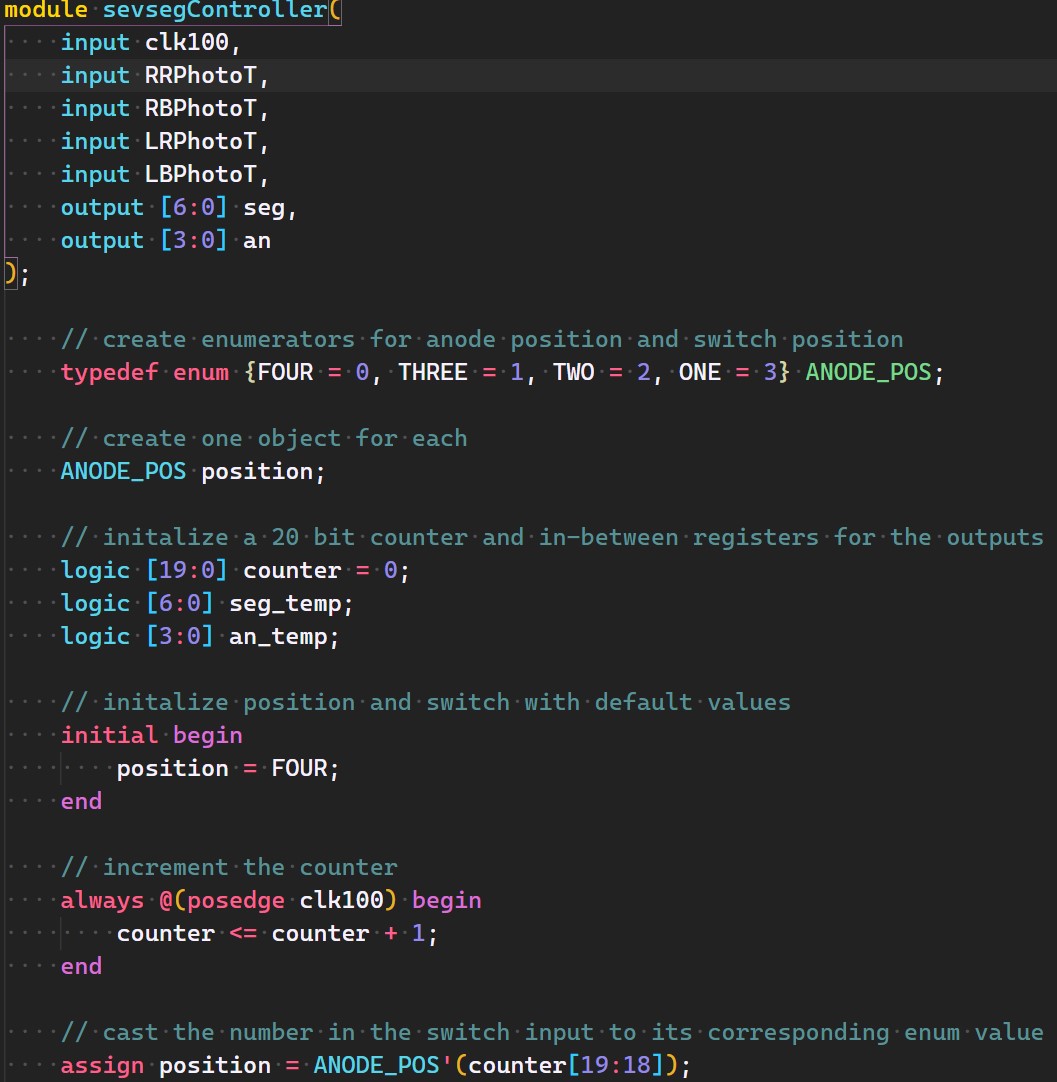 module sevsegController(
    input clk100,
    input RRPhotoT,
    input RBPhotoT,
    input LRPhotoT,
    input LBPhotoT,
    output [6:0] seg,
    output [3:0] an
);
    // create enumerators for anode position and switch position
    typedef enum {FOUR = 0, THREE = 1, TWO = 2, ONE = 3} ANODE_POS;
    // create one object for each
    ANODE_POS position;
    // initalize a 20 bit counter and in-between registers for the outputs
    logic [19:0] counter = 0;
    logic [6:0] seg_temp;
    logic [3:0] an_temp;
    // initalize position and switch with default values
    initial begin
        position = FOUR;
    end
    // increment the counter
    always @(posedge clk100) begin
        counter <= counter + 1;
    end
    // cast the number in the switch input to its corresponding enum value
    assign position = ANODE_POS'(counter[19:18]);